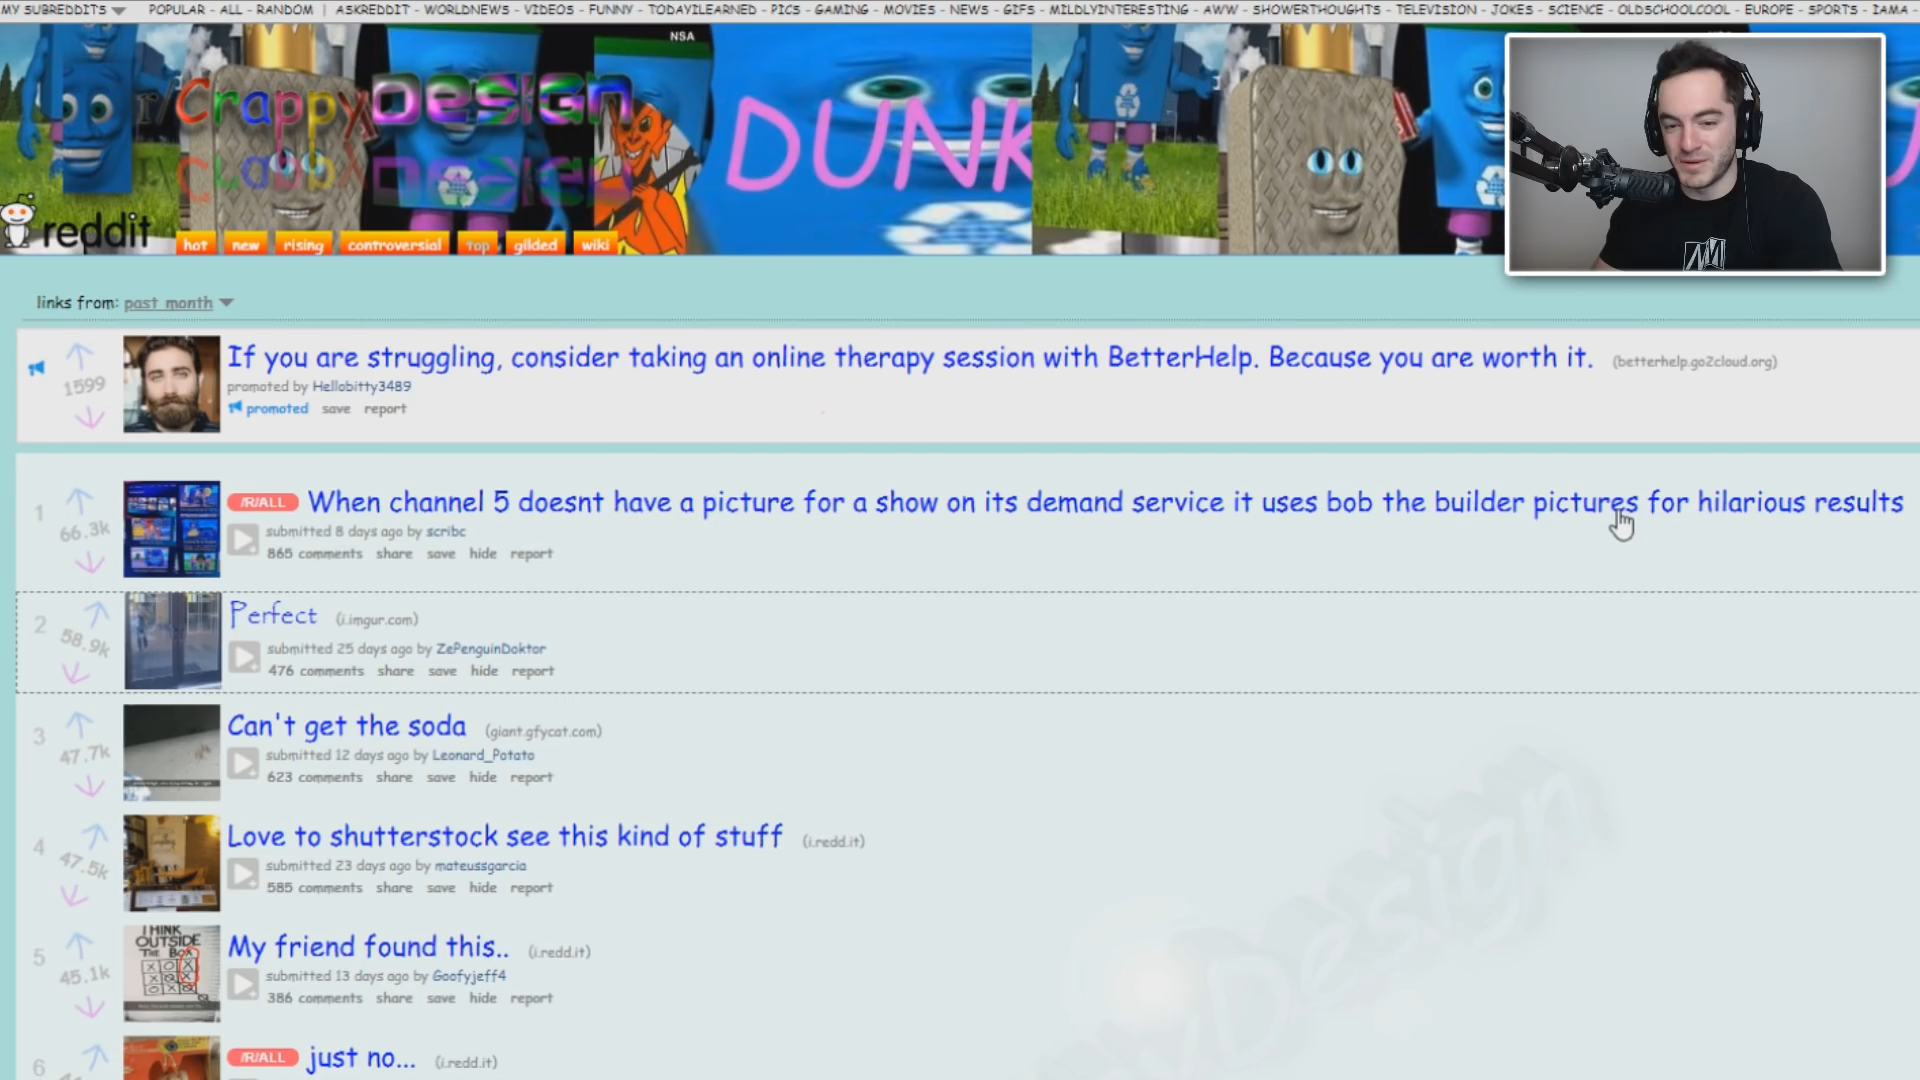 MY SUBREDDITS POPULAR - ALL - RANDOM | ASKREDDIT - WORLDNEWS - VIDEOS - FUNNY - TODAYILEARNED - PICS - GAMING - MOVIES - NEWS - GIFS - MILDLYINTERESTING - AWW - SHOWERTHOUGHTS - TELEVISION - JOKES - SCIENCE - OLDSCHOOLCOOL - EUROPE - SPORTS - IAMA -
NSA
r/CrappyDesign
DUNK
reddit
hot new rising controversial top gilded wiki
links from: past month
If you are struggling, consider taking an online therapy session with BetterHelp. Because you are worth it. (betterhelp.go2cloud.org)
1599
promoted by Hellobitty3489
promoted save report
1
66.3k
/R/ALL When channel 5 doesnt have a picture for a show on its demand service it uses bob the builder pictures for hilarious results
submitted 8 days ago by scribc
865 comments share save hide report
2
58.9k
Perfect (i.imgur.com)
submitted 25 days ago by ZePenguinDoktor
476 comments share save hide report
3
47.7k
Can't get the soda (giant.gfycat.com)
submitted 12 days ago by Leonard_Potato
623 comments share save hide report
4
47.5k
Love to shutterstock see this kind of stuff (i.redd.it)
submitted 23 days ago by mateussgarcia
585 comments share save hide report
5
45.1k
I HINK
OUTSIDE
THE BOX
My friend found this.. (i.redd.it)
submitted 13 days ago by Goofyjeff4
386 comments share save hide report
6
/R/ALL just no... (i.redd.it)
yDesign